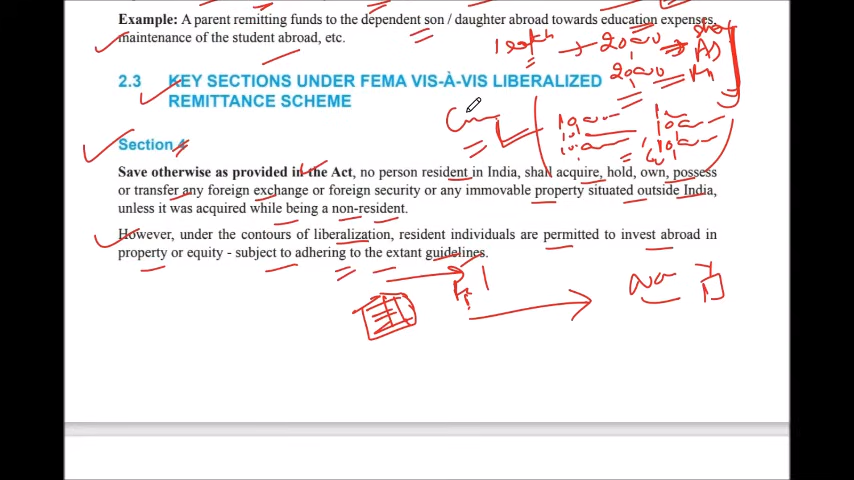 Example: A parent remitting funds to the dependent son / daughter abroad towards education expenses,
maintenance of the student abroad, etc.
2.3 KEY SECTIONS UNDER FEMA VIS-À-VIS LIBERALIZED
REMITTANCE SCHEME
Section 4
Save otherwise as provided in the Act, no person resident in India, shall acquire, hold, own, possess
or transfer any foreign exchange or foreign security or any immovable property situated outside India,
unless it was acquired while being a non-resident.
However, under the contours of liberalization, resident individuals are permitted to invest abroad in
property or equity - subject to adhering to the extant guidelines.